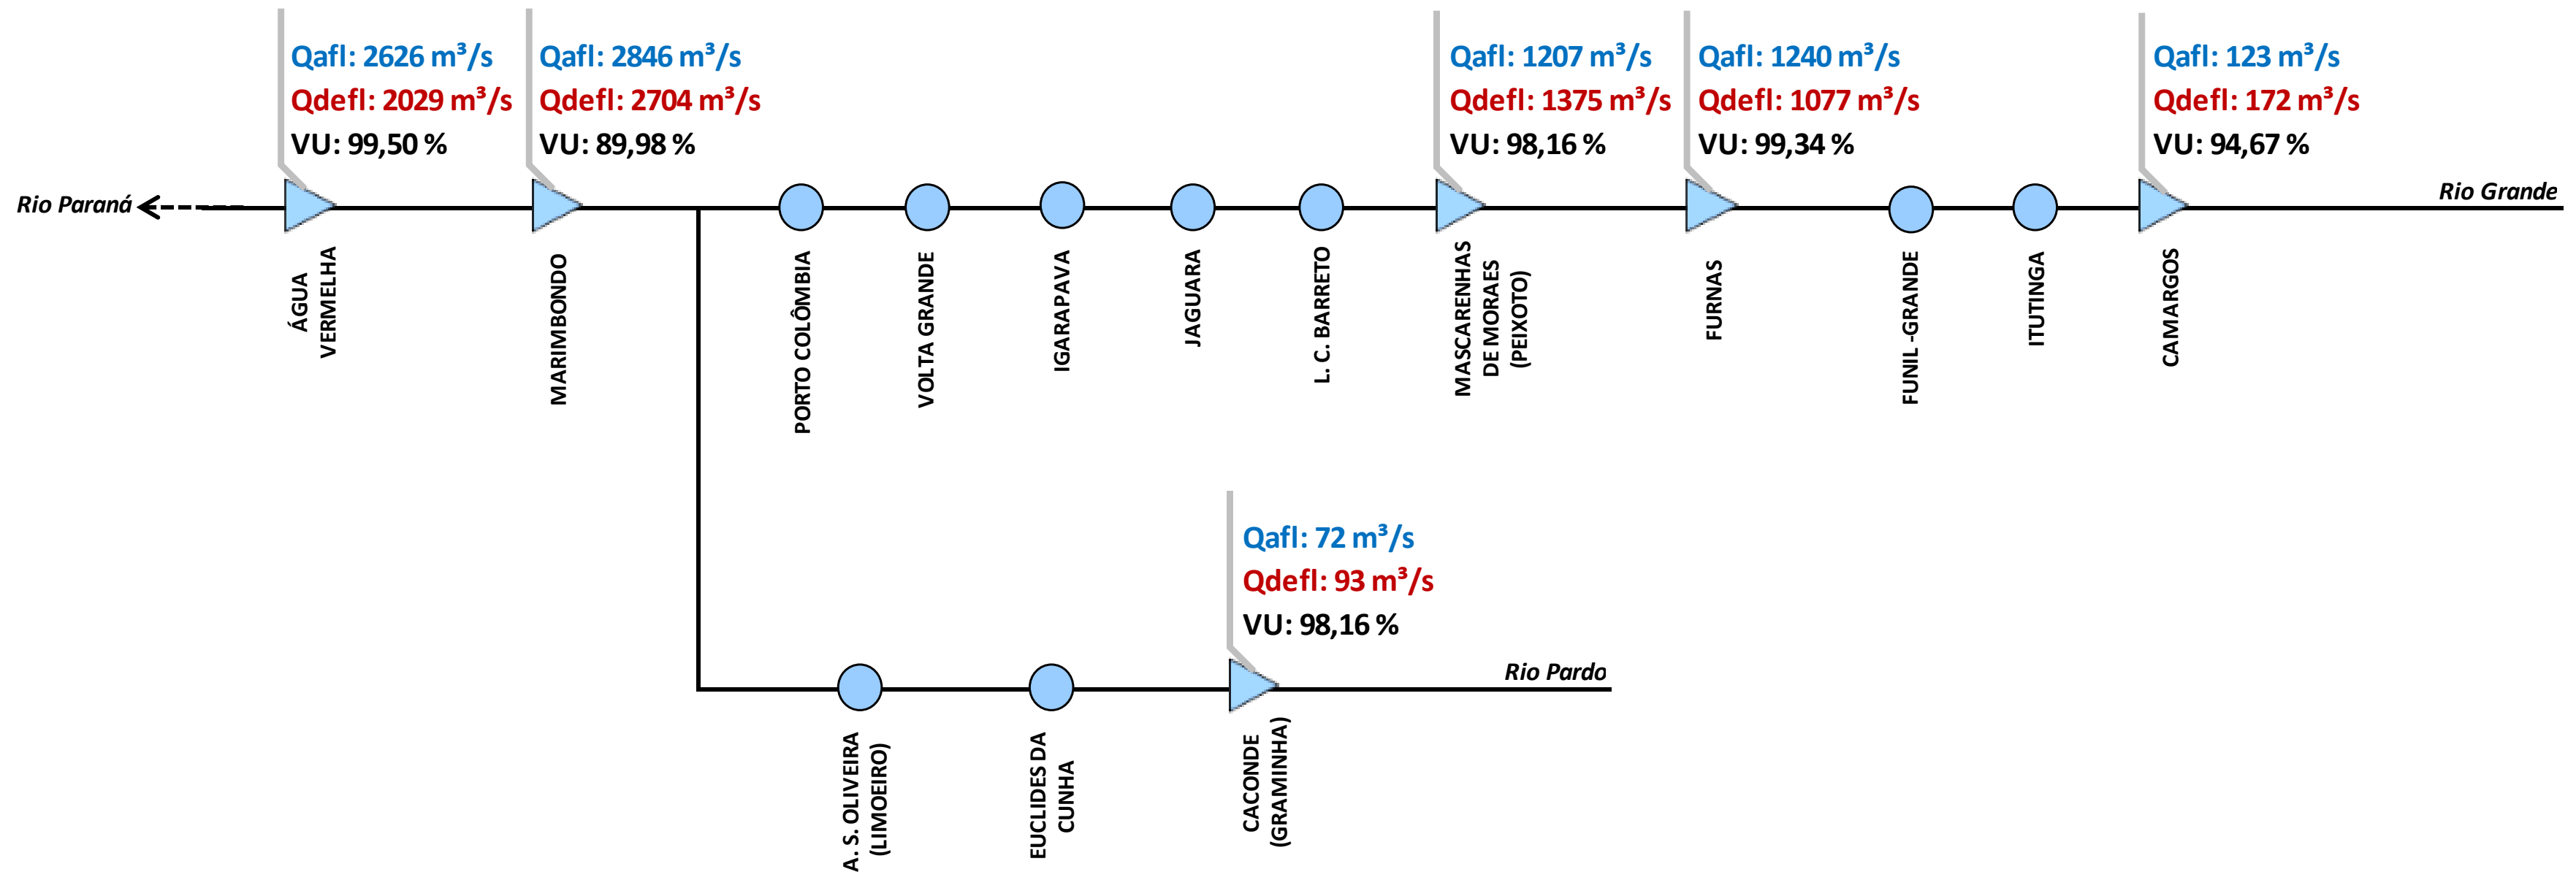 Qafl: 2626 m³/s
Qdefl: 2029 m³/s
VU: 99,50 %
Qafl: 2846 m³/s
Qdefl: 2704 m³/s
VU: 89,98 %
Qafl: 1207 m³/s
Qdefl: 1375 m³/s
VU: 98,16 %
Qafl: 1240 m³/s
Qdefl: 1077 m³/s
VU: 99,34 %
Qafl: 123 m³/s
Qdefl: 172 m³/s
VU: 94,67 %
Rio Paraná
Rio Grande
ÁGUA
VERMELHA
MARIMBONDO
PORTO COLÔMBIA
VOLTA GRANDE
IGARAPAVA
JAGUARA
L. C. BARRETO
MASCARENHAS
DE MORAES
(PEIXOTO)
FURNAS
FUNIL -GRANDE
ITUTINGA
CAMARGOS
Qafl: 72 m³/s
Qdefl: 93 m³/s
VU: 98,16 %
Rio Pardo
A. S. OLIVEIRA
(LIMOEIRO)
EUCLIDES DA
CUNHA
CACONDE
(GRAMINHA)